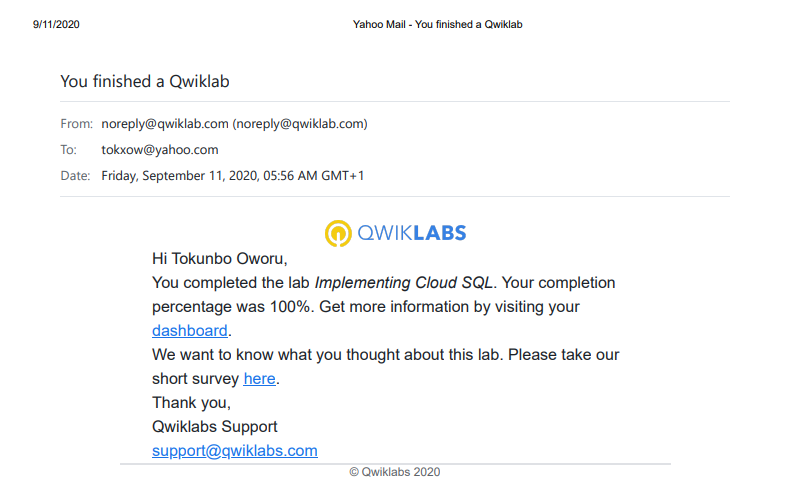 9/11/2020 Yahoo Mail - You finished a Qwiklab
You finished a Qwiklab
From: noreply@qwiklab.com (noreply@qwiklab.com)
To: tokxow@yahoo.com
Date: Friday, September 11, 2020, 05:56 AM GMT+1
QWIKLABS
Hi Tokunbo Oworu,
You completed the lab Implementing Cloud SQL. Your completion
percentage was 100%. Get more information by visiting your
dashboard.
We want to know what you thought about this lab. Please take our
short survey here.
Thank you,
Qwiklabs Support
support@qwiklabs.com
© Qwiklabs 2020